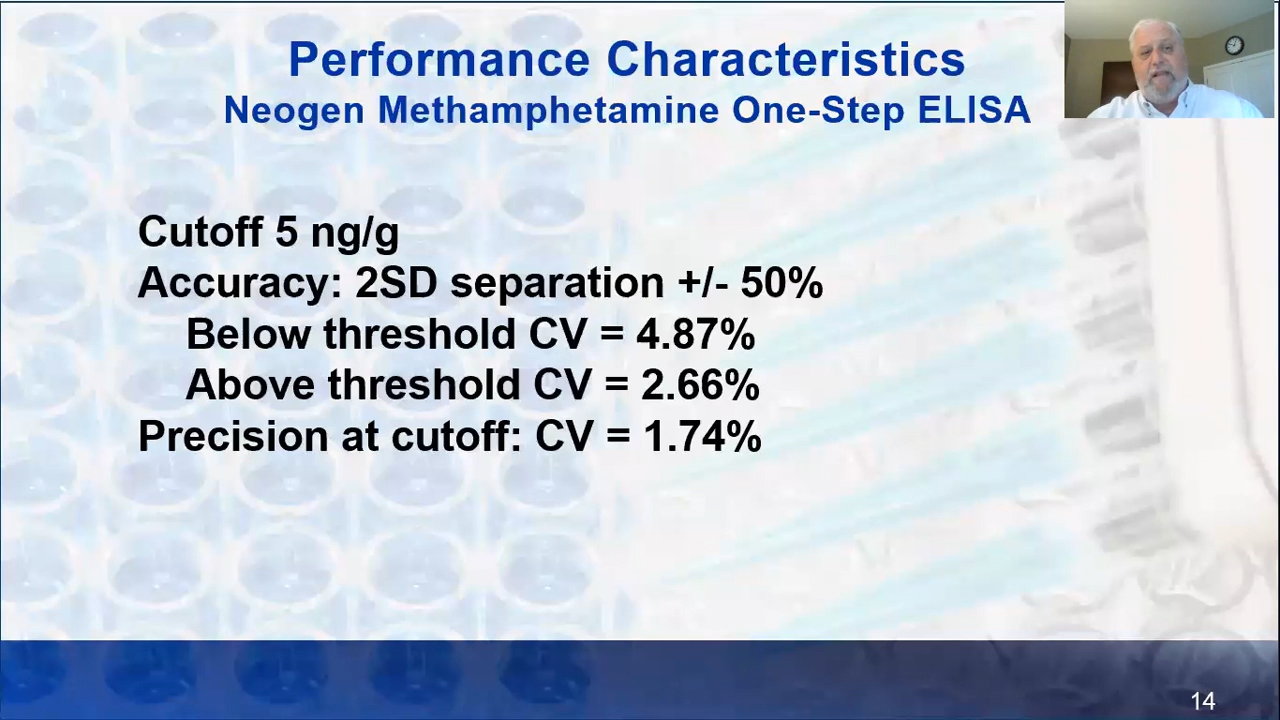 Performance Characteristics
Neogen Methamphetamine One-Step ELISA
Cutoff 5 ng/g
Accuracy: 2SD separation +/- 50%
Below threshold CV = 4.87%
Above threshold CV = 2.66%
Precision at cutoff: CV = 1.74%
14